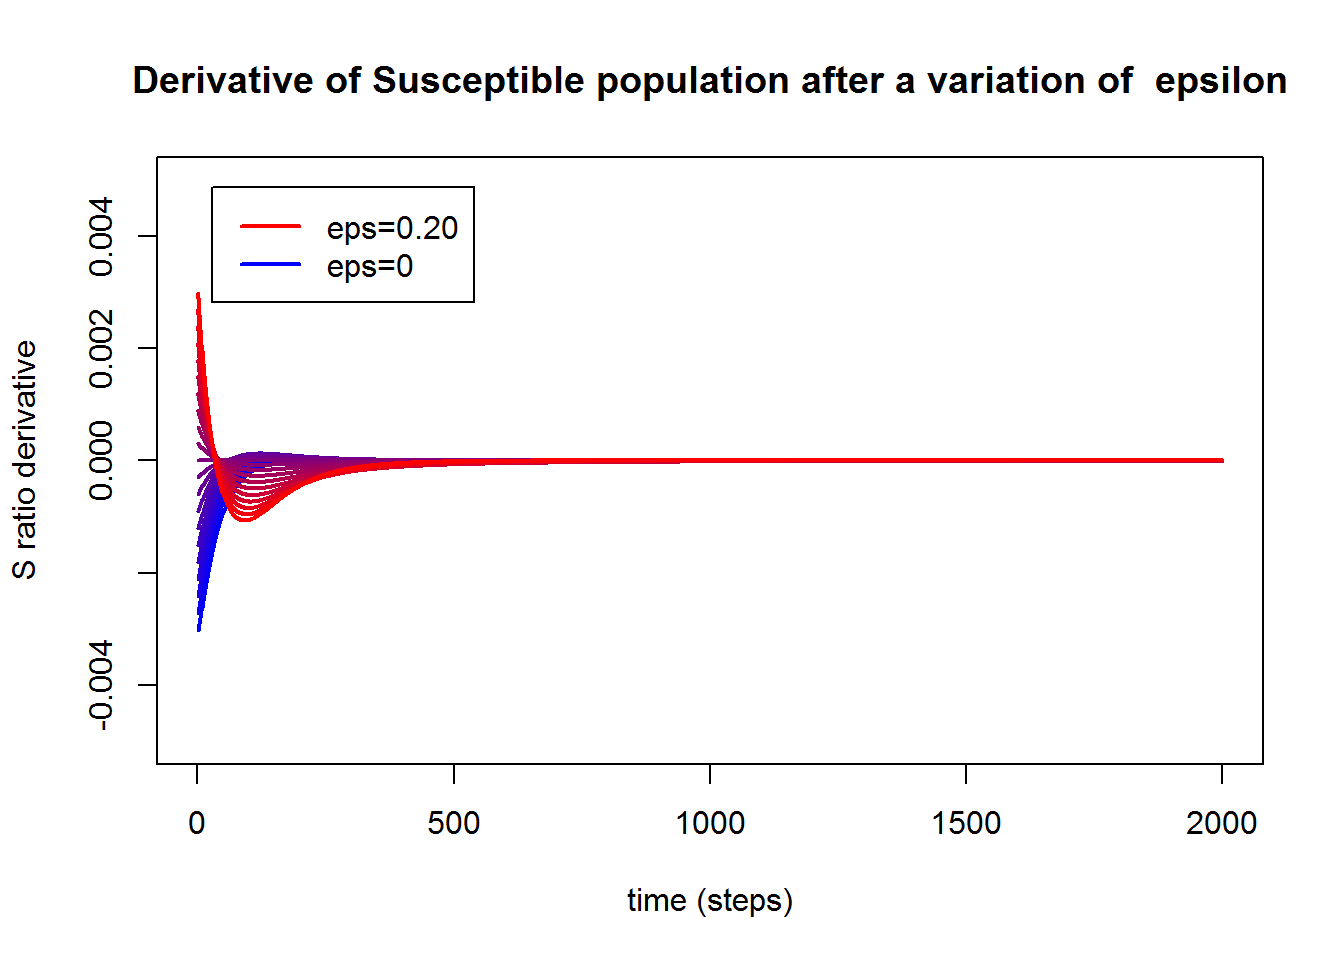 Derivative of Susceptible population after a variation of  epsilon
eps=0.20
eps=0
S ratio derivative
0.004
0.002
0.000
-0.004
0
500
1000
1500
2000
time (steps)